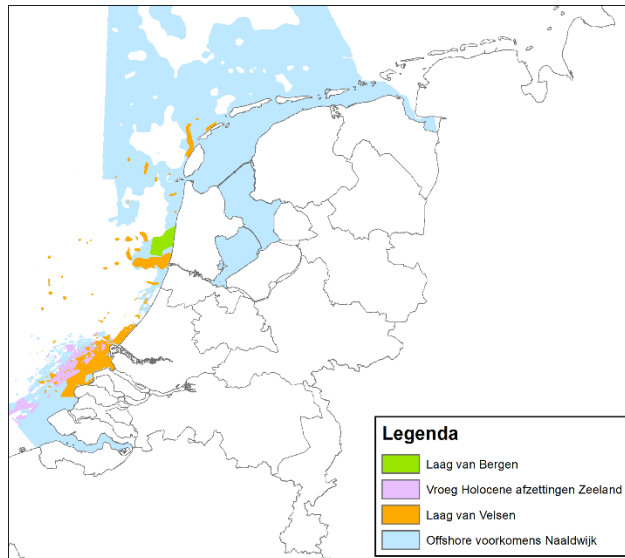 Legenda
Laag van Bergen
Vroeg Holocene afzettingen Zeeland
Laag van Velsen
Offshore voorkomens Naaldwijk